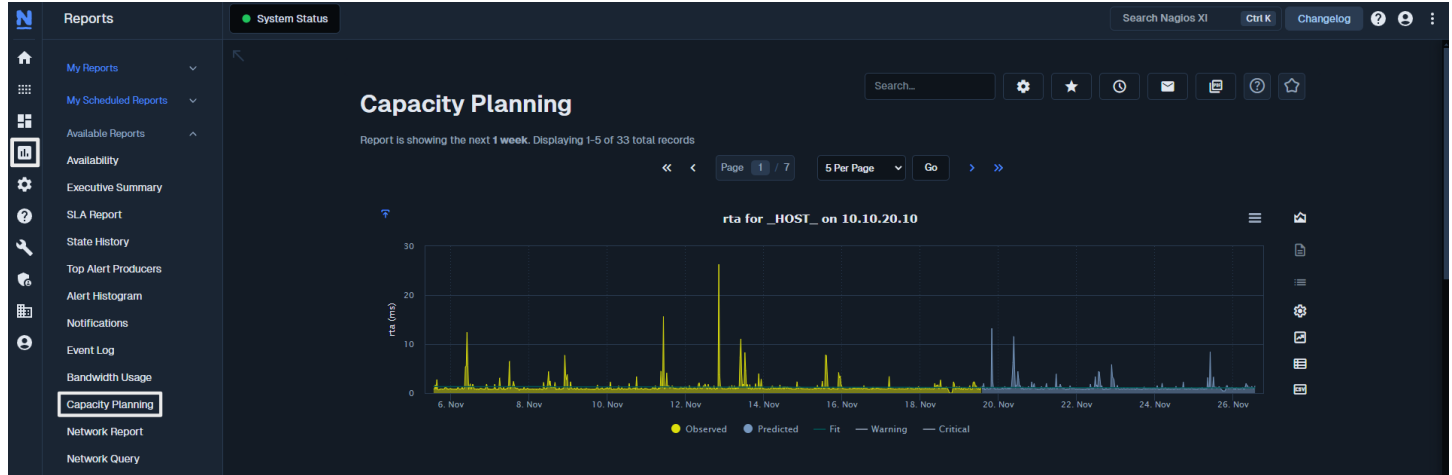 N
Reports
System Status
Search Nagios XI Ctrl K
Changelog
My Reports
My Scheduled Reports
Available Reports
Availability
Executive Summary
SLA Report
State History
Top Alert Producers
Alert Histogram
Notifications
Event Log
Bandwidth Usage
Capacity Planning
Network Report
Network Query
Search...
Capacity Planning
Report is showing the next 1 week. Displaying 1-5 of 33 total records
Page 1 / 7
5 Per Page
Go
rta for _HOST_ on 10.10.20.10
rta (ms)
30
20
10
0
6. Nov 8. Nov 10. Nov 12. Nov 14. Nov 16. Nov 18. Nov 20. Nov 22. Nov 24. Nov 26. Nov
Observed Predicted Fit Warning Critical
CSV